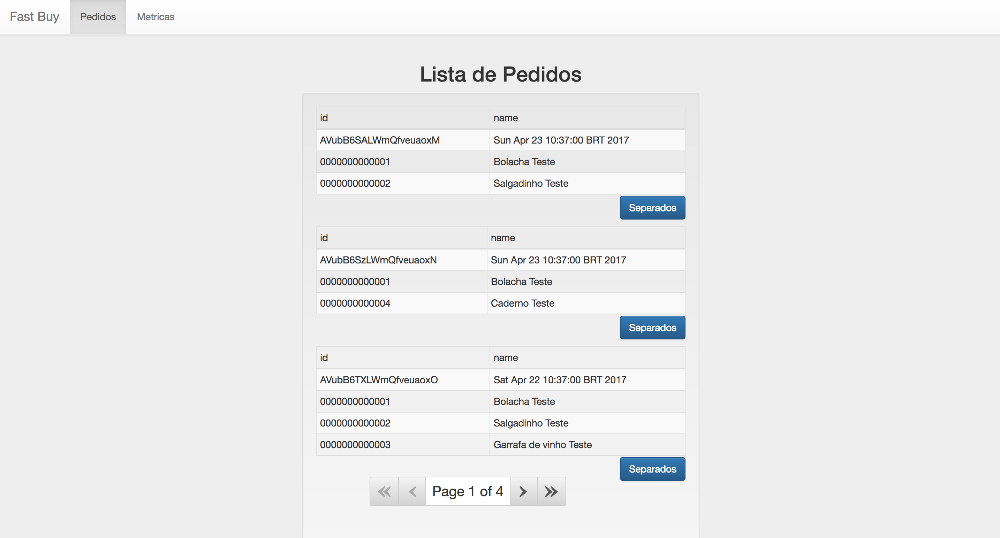 Fast Buy Pedidos Metricas
Lista de Pedidos
id name
AVubB6SALWmQfveuaoxM Sun Apr 23 10:37:00 BRT 2017
0000000000001 Bolacha Teste
0000000000002 Salgadinho Teste
Separados
id name
AVubB6SzLWmQfveuaoxN Sun Apr 23 10:37:00 BRT 2017
0000000000001 Bolacha Teste
0000000000004 Caderno Teste
Separados
id name
AVubB6TXLWmQfveuaoxO Sat Apr 22 10:37:00 BRT 2017
0000000000001 Bolacha Teste
0000000000002 Salgadinho Teste
0000000000003 Garrafa de vinho Teste
Separados
Page 1 of 4